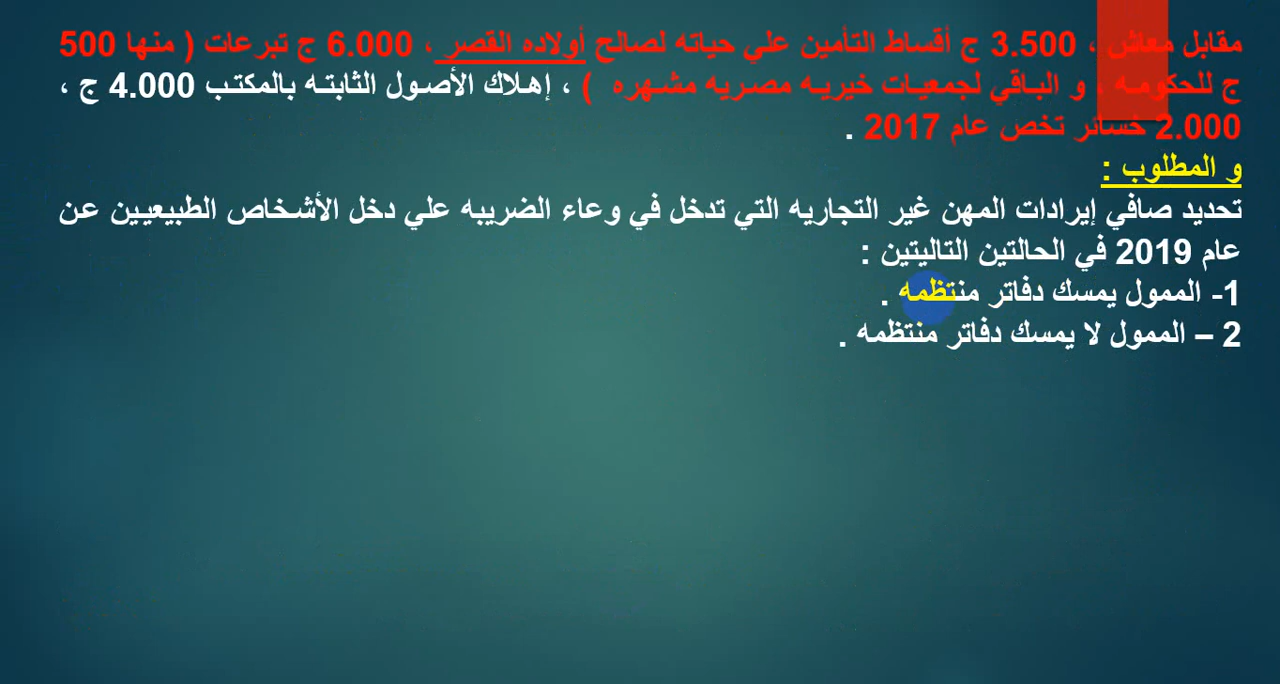 مقابل معاش ، 3.500 ج أقساط التأمين علي حياته لصالح أولاده القصر ، 6.000 ج تبرعات ( منها 500
ج للحكومه ، و الباقي لجمعيات خيريه مصريه مشهره ) ، إهلاك الأصول الثابته بالمكتب 4.000 ج ،
2.000 خسائر تخص عام 2017 .
و المطلوب :
تحديد صافي إيرادات المهن غير التجاريه التي تدخل في وعاء الضريبه علي دخل الأشخاص الطبيعيين عن
عام 2019 في الحالتين التاليتين :
1- الممول يمسك دفاتر منتظمه .
2 – الممول لا يمسك دفاتر منتظمه .